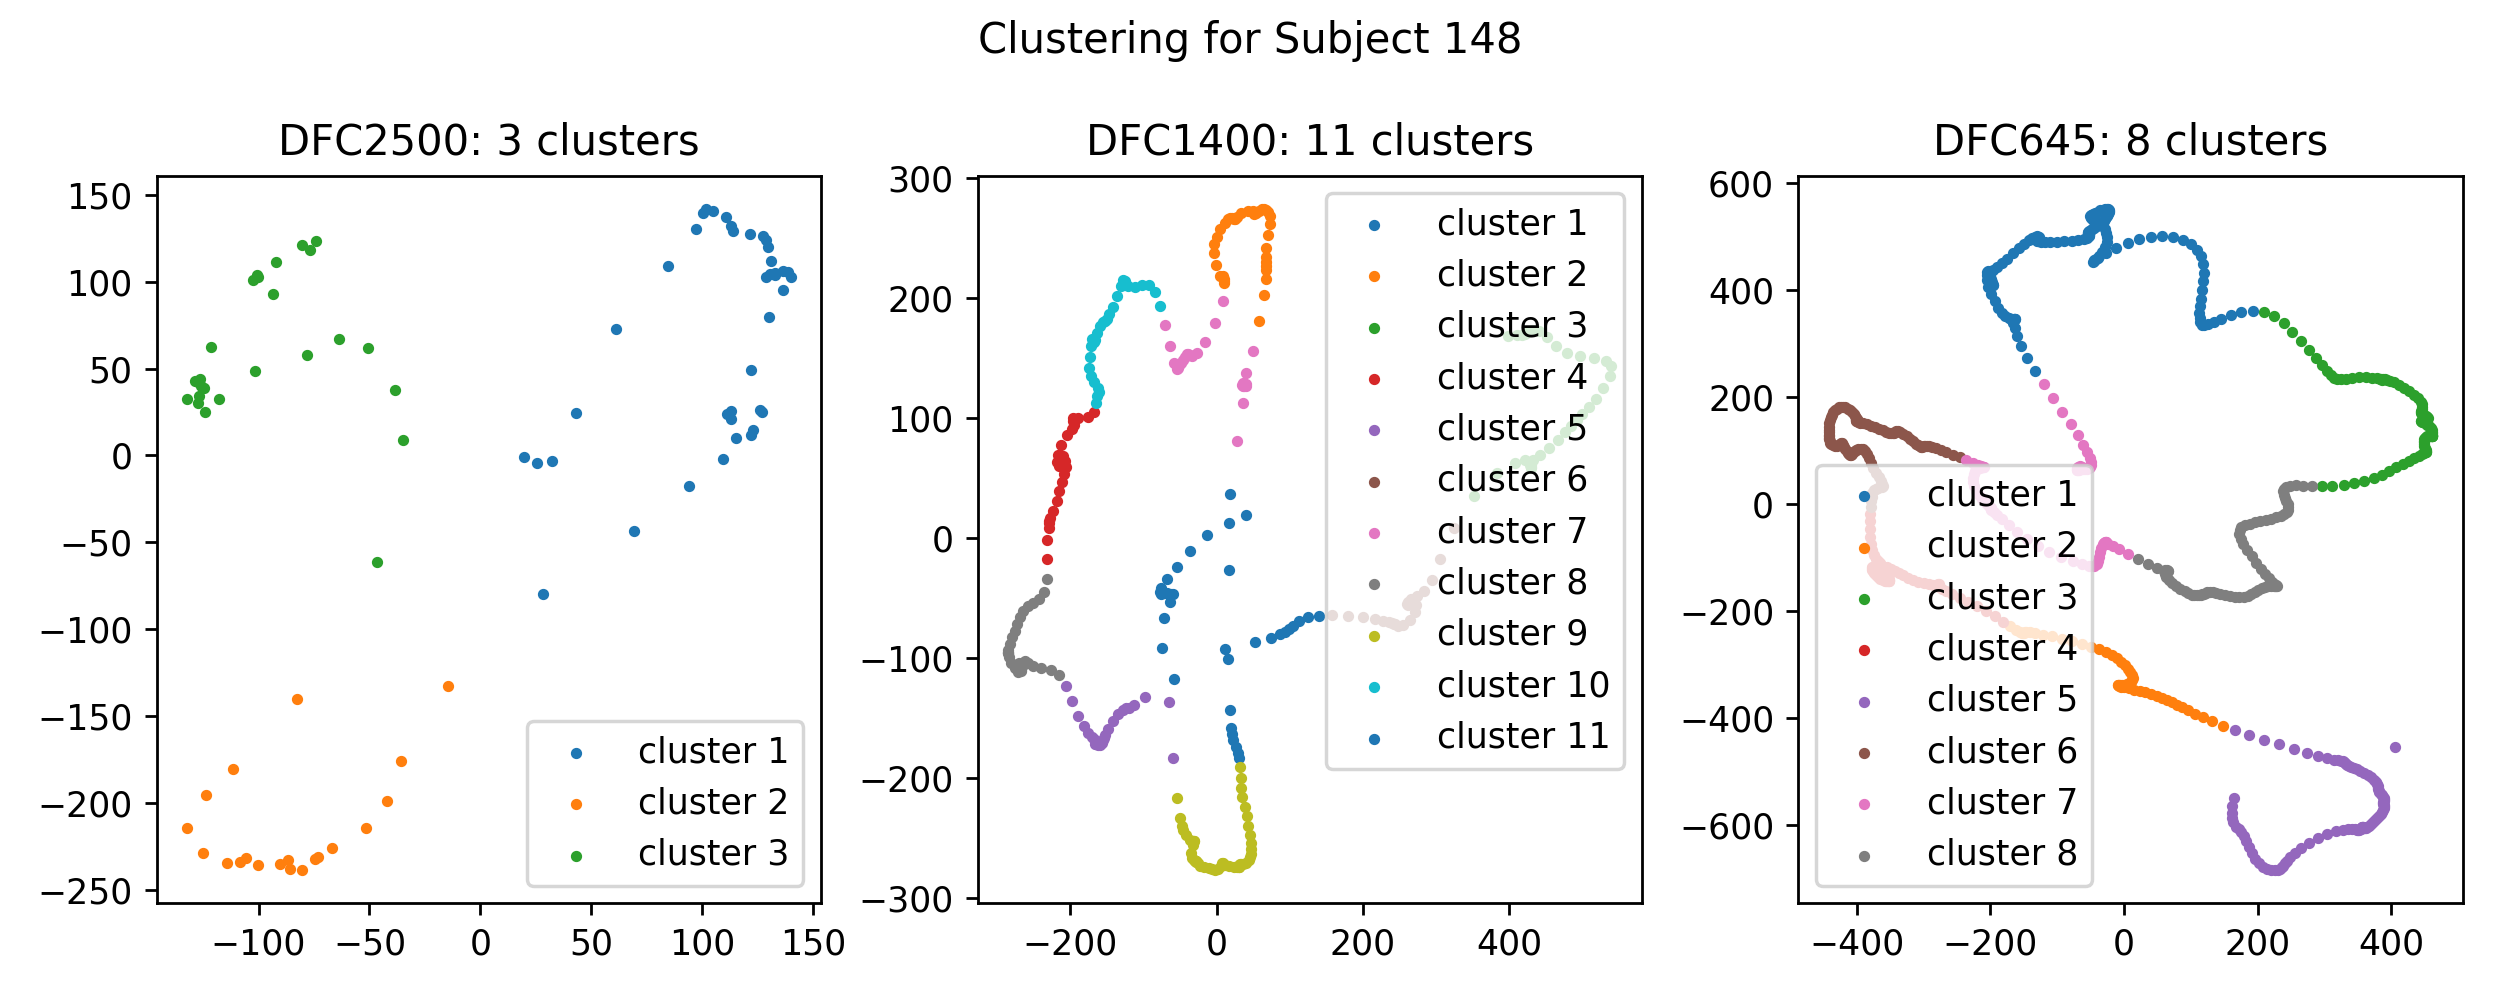 Clustering for Subject 148
DFC2500: 3 clusters
150
100
50
0
−50
−100
−150
−200
−250
−100
−50
0
50
100
150
cluster 1
cluster 2
cluster 3
DFC1400: 11 clusters
300
200
100
0
−100
−200
−300
−200
0
200
400
cluster 1
cluster 2
cluster 3
cluster 4
cluster 5
cluster 6
cluster 7
cluster 8
cluster 9
cluster 10
cluster 11
DFC645: 8 clusters
600
400
200
0
−200
−400
−600
−400
−200
0
200
400
cluster 1
cluster 2
cluster 3
cluster 4
cluster 5
cluster 6
cluster 7
cluster 8